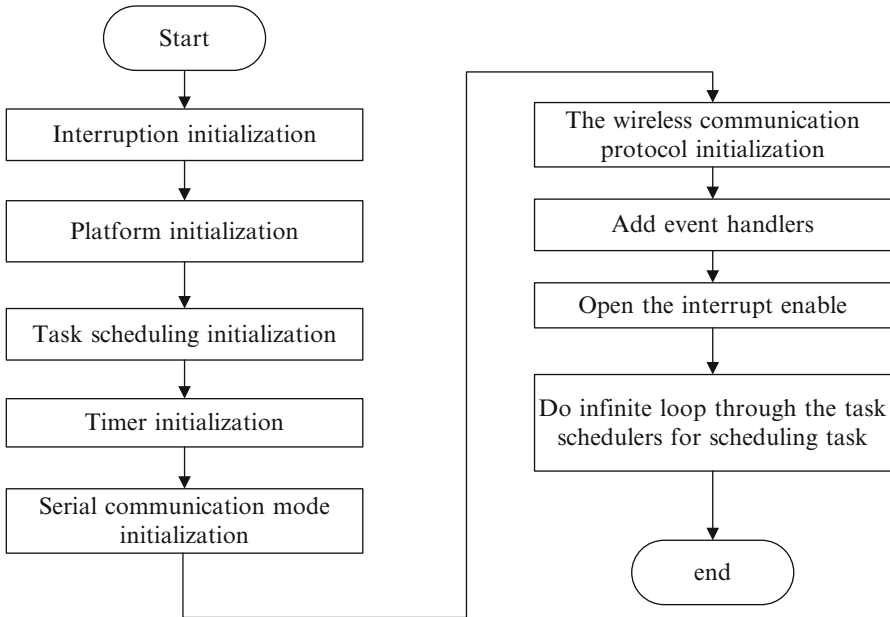 Start
Interruption initialization
Platform initialization
Task scheduling initialization
Timer initialization
Serial communication mode
initialization
The wireless communication
protocol initialization
Add event handlers
Open the interrupt enable
Do infinite loop through the task
schedulers for scheduling task
end